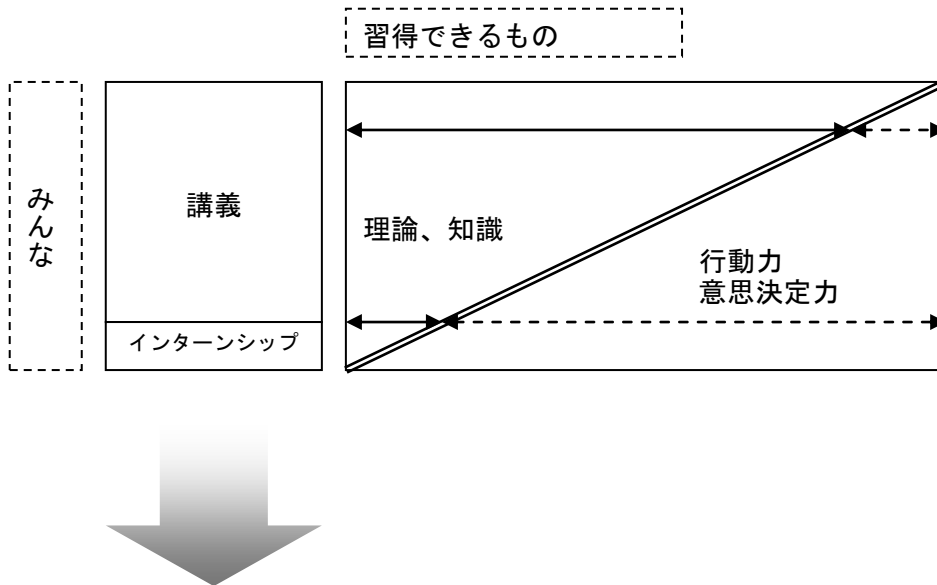 習得できるもの
みんな
講義
理論、知識
行動力
意思決定力
インターンシップ